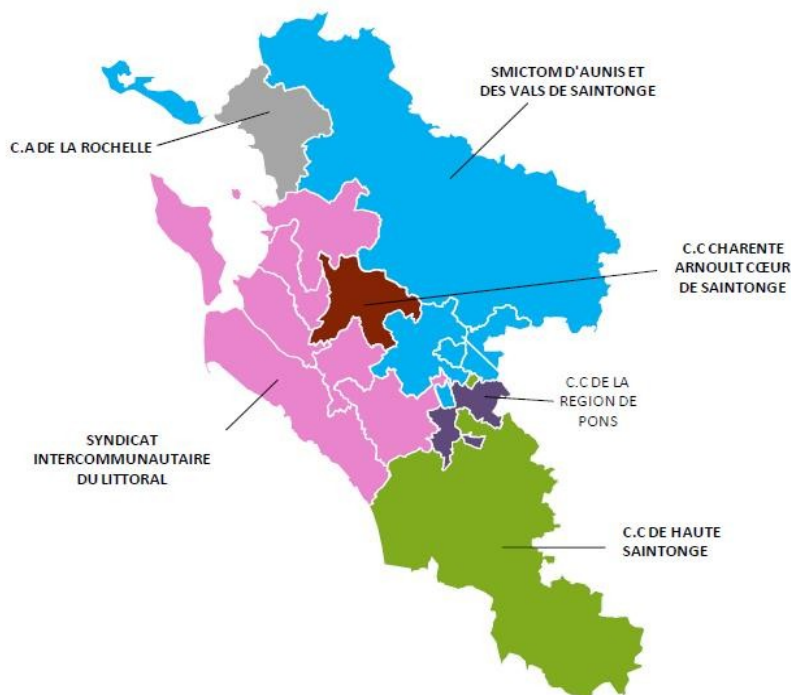 SMICTOM D'AUNIS ET
DES VALS DE SAINTONGE
C.A DE LA ROCHELLE
C.C CHARENTE
ARNOULT CŒUR
DE SAINTONGE
C.C DE LA
REGION DE
PONS
SYNDICAT
INTERCOMMUNAUTAIRE
DU LITTORAL
C.C DE HAUTE
SAINTONGE